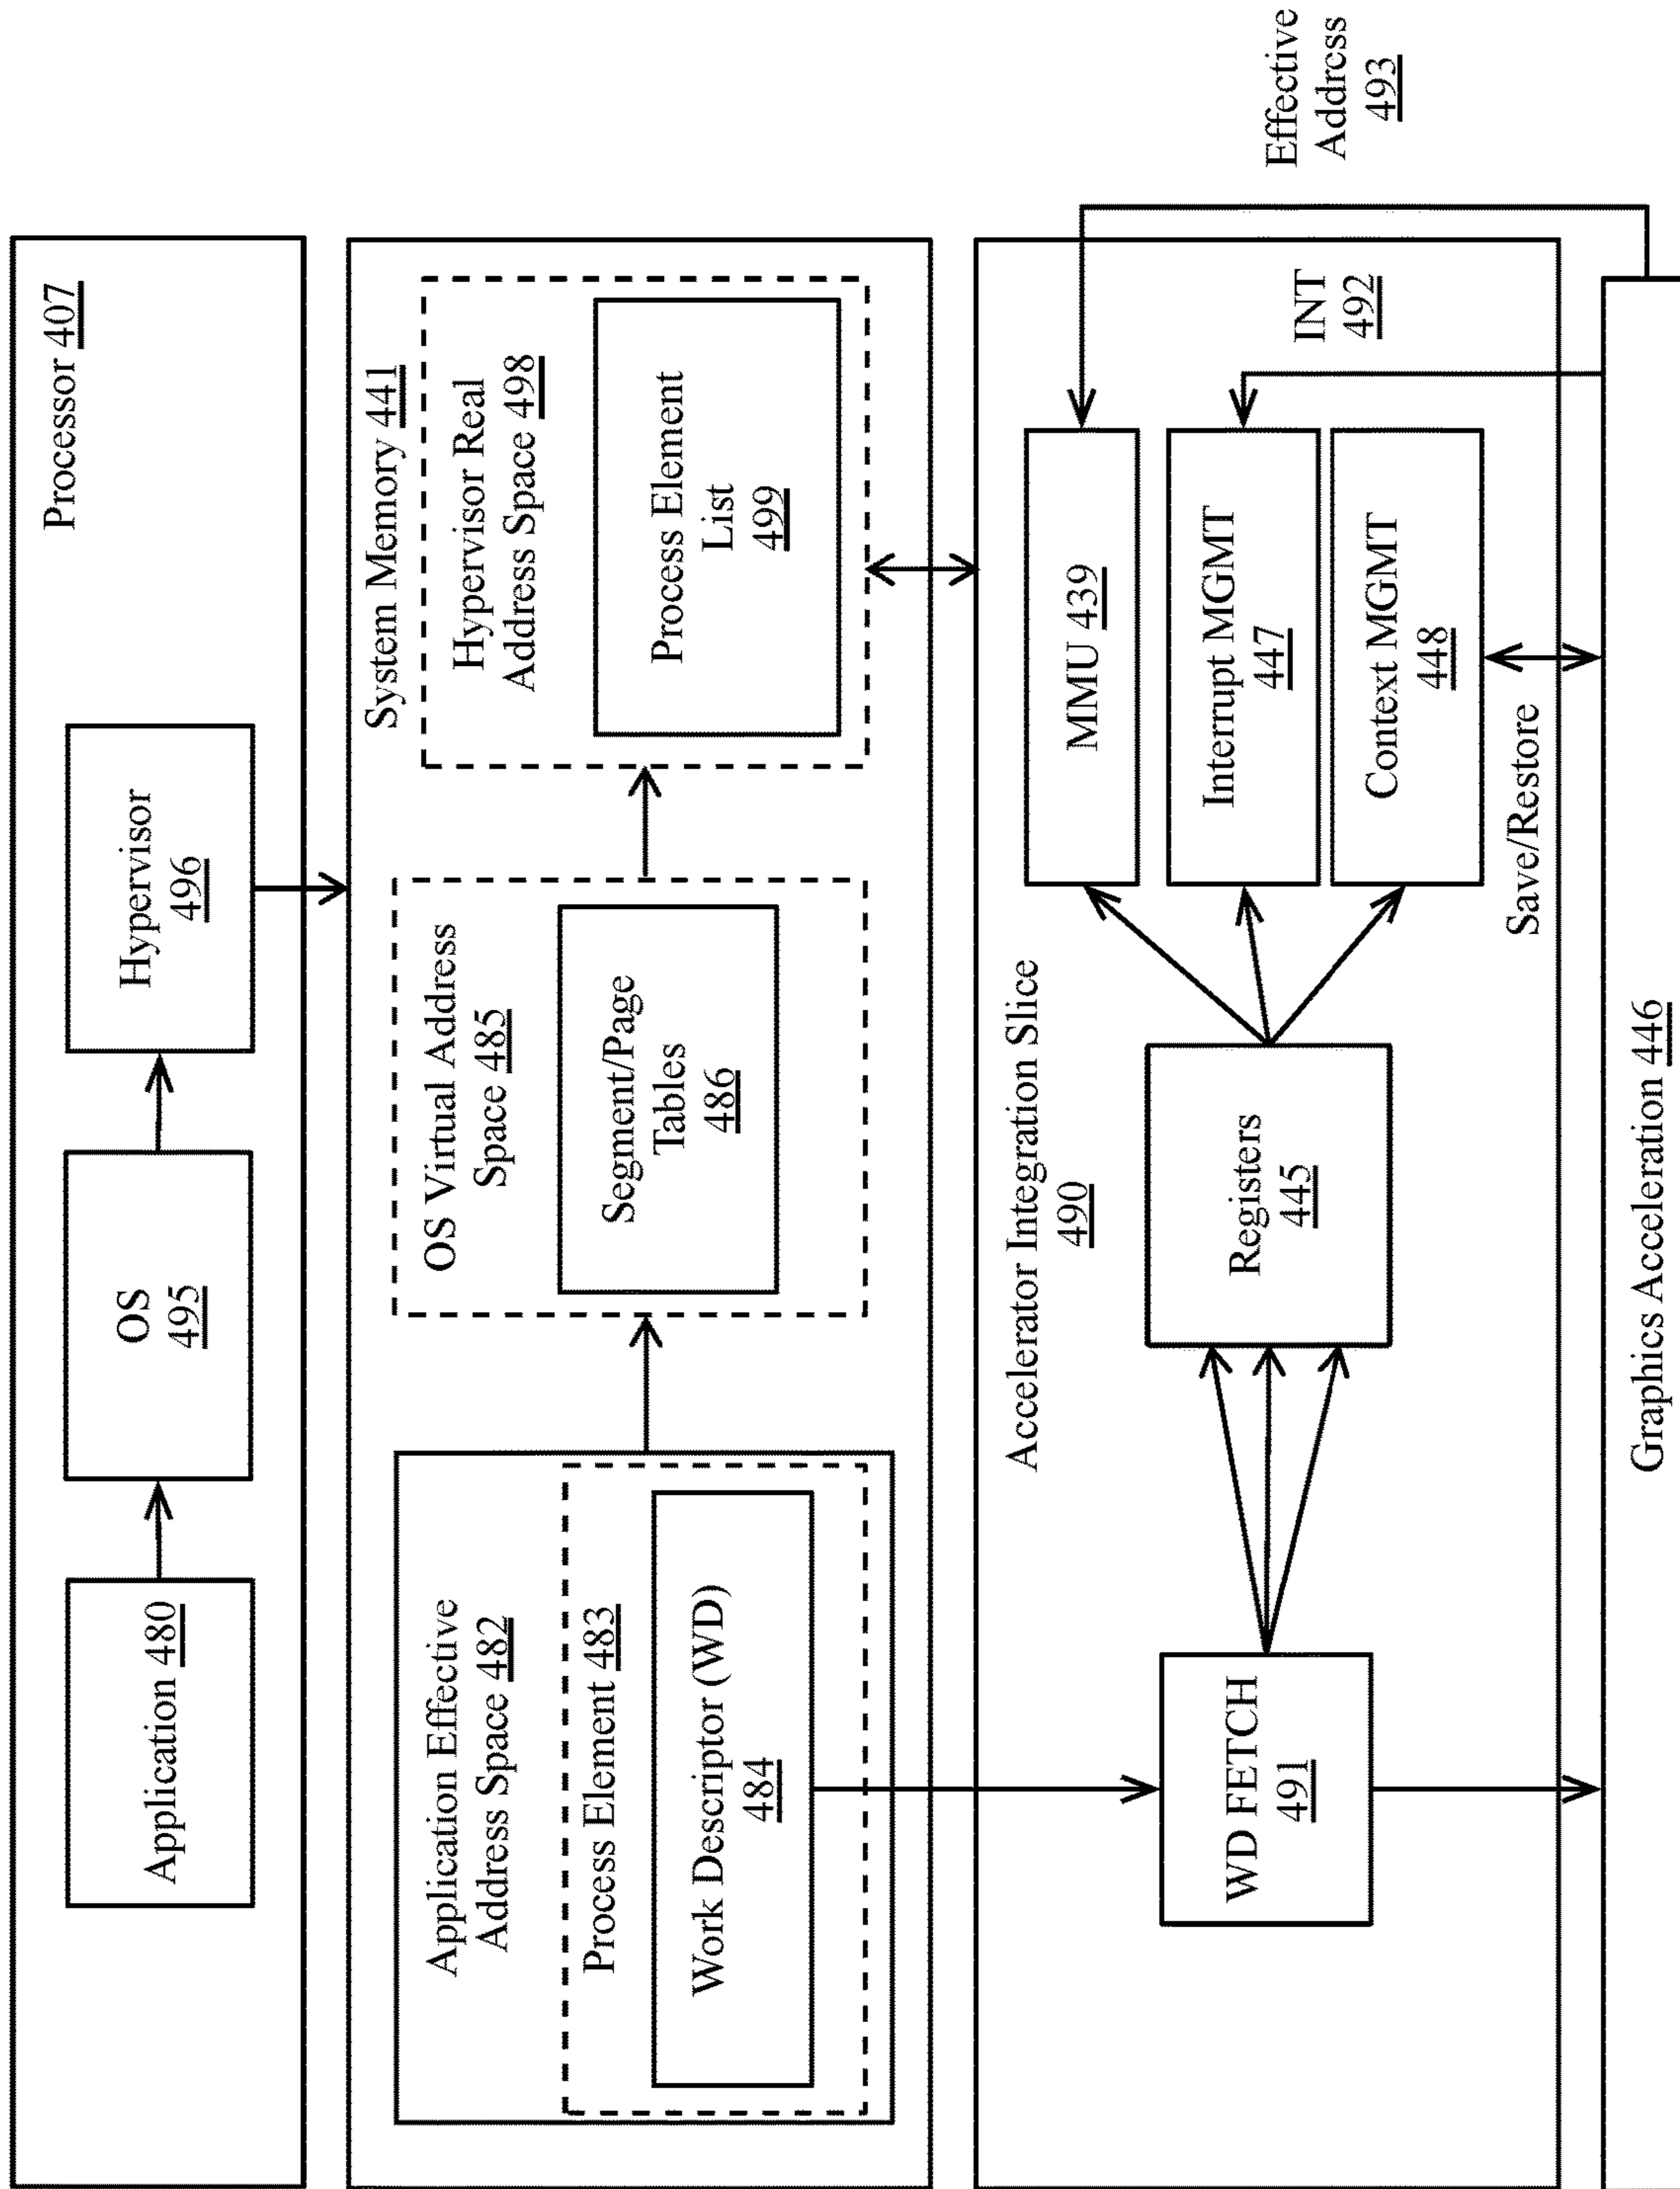 Processor 407
Application 480
OS
495
Hypervisor
496
System Memory 441
Application Effective
Address Space 482
Process Element 483
Work Descriptor (WD)
484
OS Virtual Address
Space 485
Segment/Page
Tables
486
Hypervisor Real
Address Space 498
Process Element
List
499
Accelerator Integration Slice
490
WD FETCH
491
Registers
445
MMU 439
Interrupt MGMT
447
Context MGMT
448
INT
492
Effective
Address
493
Save/Restore
Graphics Acceleration 446